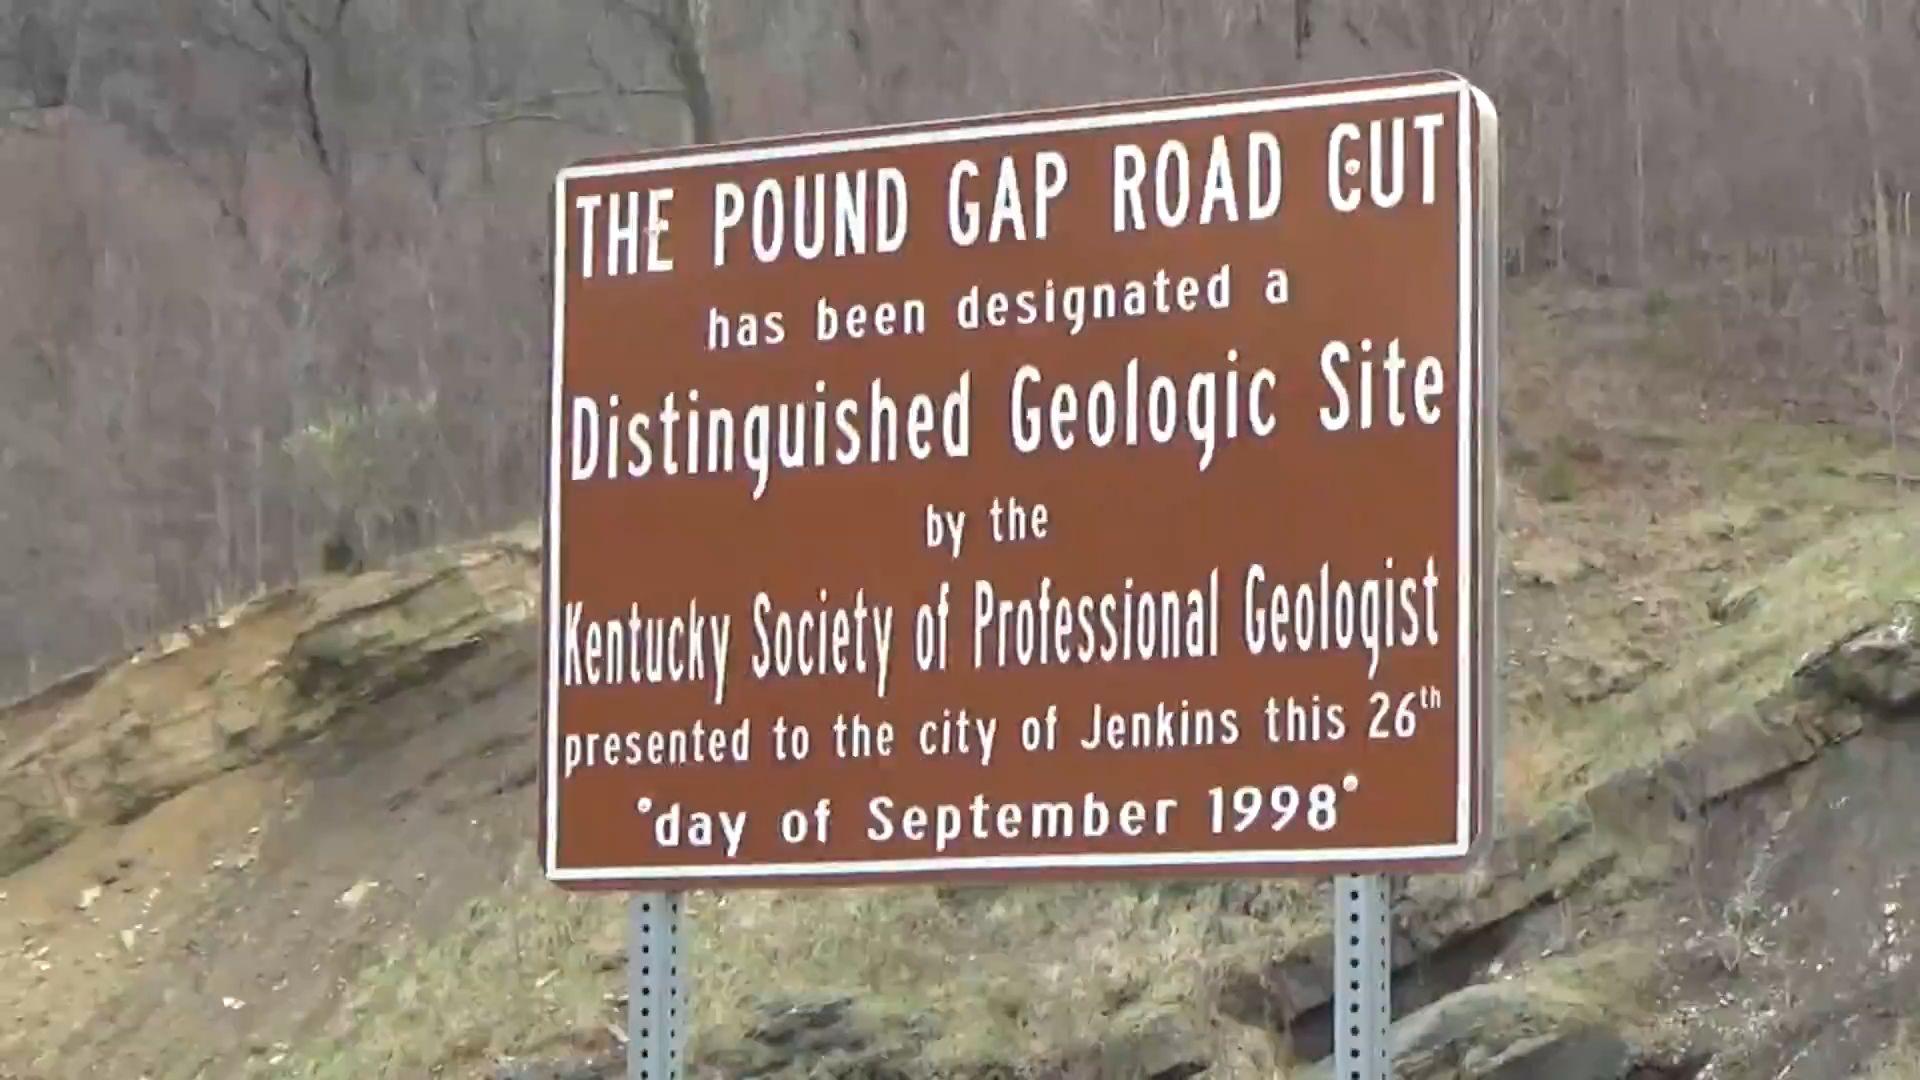 THE POUND GAP ROAD CUT
has been designated a
Distinguished Geologic Site
by the
Kentucky Society of Professional Geologist
presented to the city of Jenkins this 26th
day of September 1998